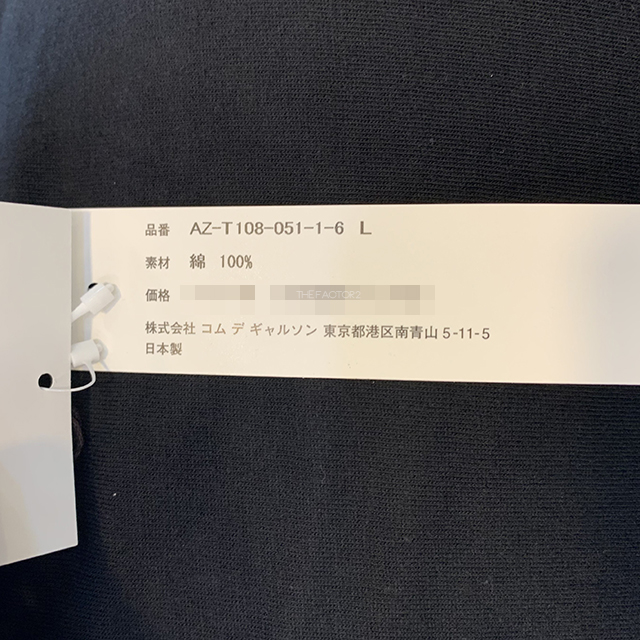 品番 AZ-T108-051-1-6 L
素材 綿 100%
価格
株式会社 コム デ ギャルソン 東京都港区南青山 5-11-5
日本製